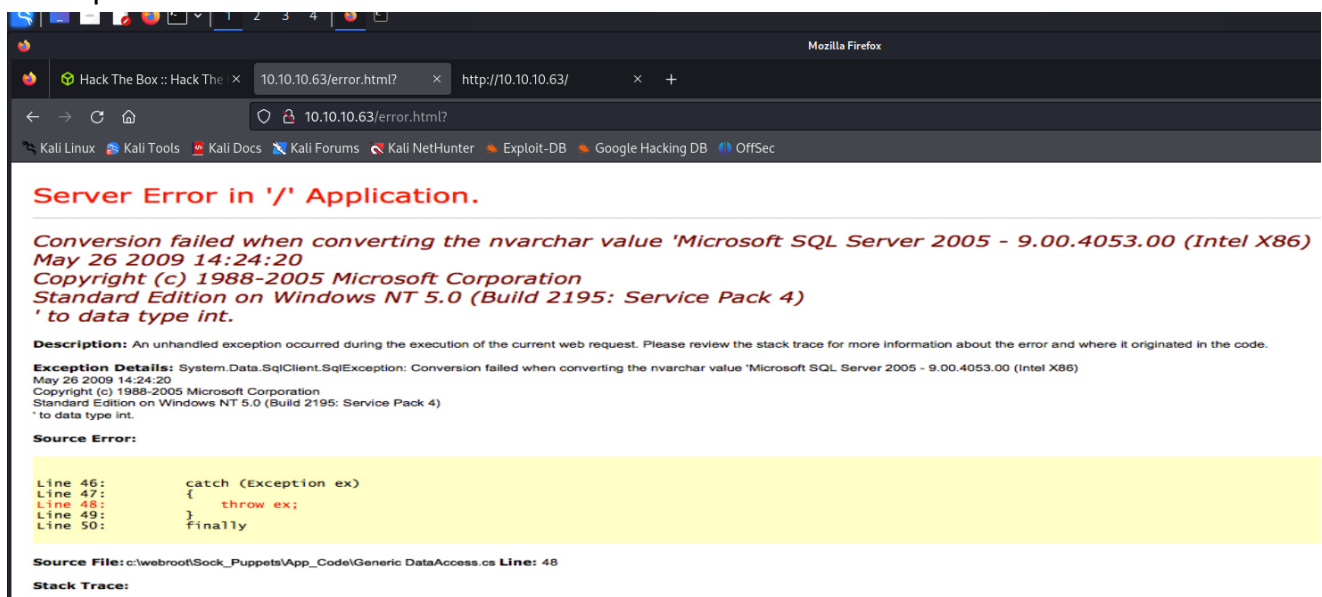 1 2 3 4
Mozilla Firefox
Hack The Box :: Hack The
10.10.10.63/error.html?
http://10.10.10.63/
10.10.10.63/error.html?
Kali Linux Kali Tools Kali Docs Kali Forums Kali NetHunter Exploit-DB Google Hacking DB OffSec
Server Error in '/' Application.
Conversion failed when converting the nvarchar value 'Microsoft SQL Server 2005 - 9.00.4053.00 (Intel X86)
May 26 2009 14:24:20
Copyright (c) 1988-2005 Microsoft Corporation
Standard Edition on Windows NT 5.0 (Build 2195: Service Pack 4)
' to data type int.
Description: An unhandled exception occurred during the execution of the current web request. Please review the stack trace for more information about the error and where it originated in the code.
Exception Details: System.Data.SqlClient.SqlException: Conversion failed when converting the nvarchar value 'Microsoft SQL Server 2005 - 9.00.4053.00 (Intel X86)
May 26 2009 14:24:20
Copyright (c) 1988-2005 Microsoft Corporation
Standard Edition on Windows NT 5.0 (Build 2195: Service Pack 4)
' to data type int.
Source Error:
Line 46: catch (Exception ex)
Line 47: {
Line 48: throw ex;
Line 49: }
Line 50: finally
Source File: c:\webroot\Sock_Puppets\App_Code\Generic DataAccess.cs Line: 48
Stack Trace: